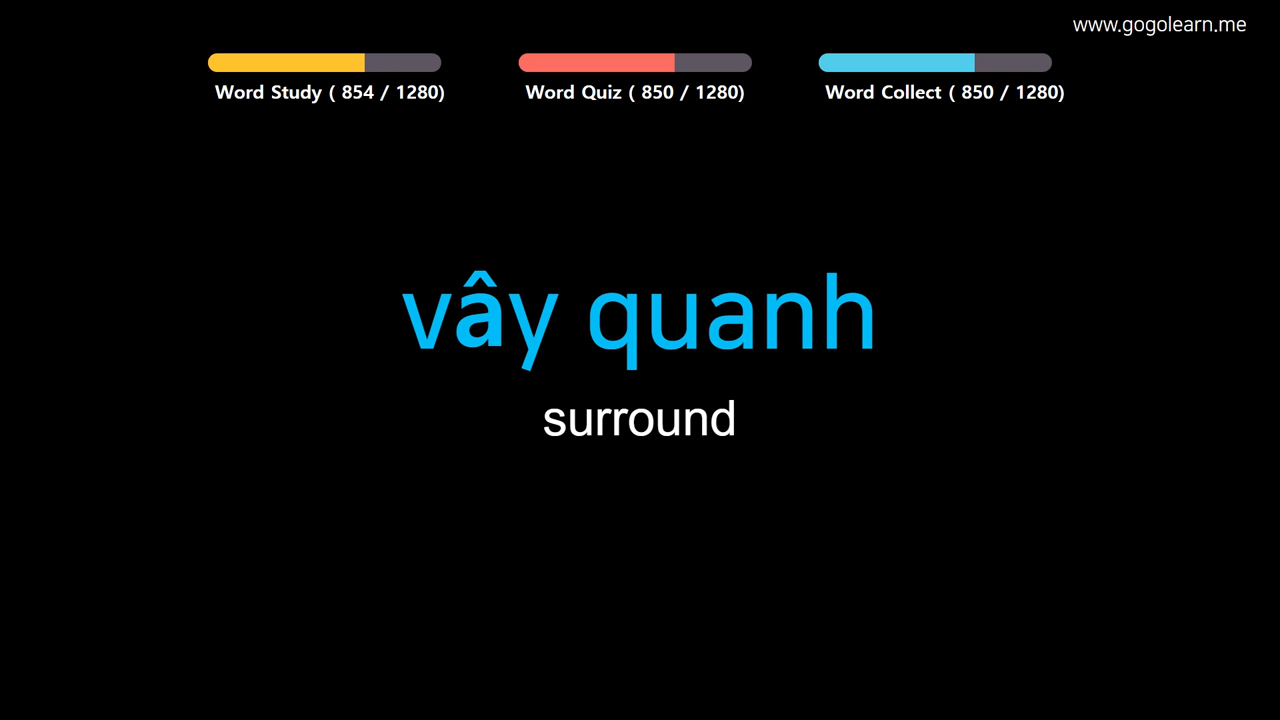 www.gogolearn.me
Word Study ( 854 / 1280)
Word Quiz ( 850 / 1280)
Word Collect ( 850 / 1280)
vây quanh
surround